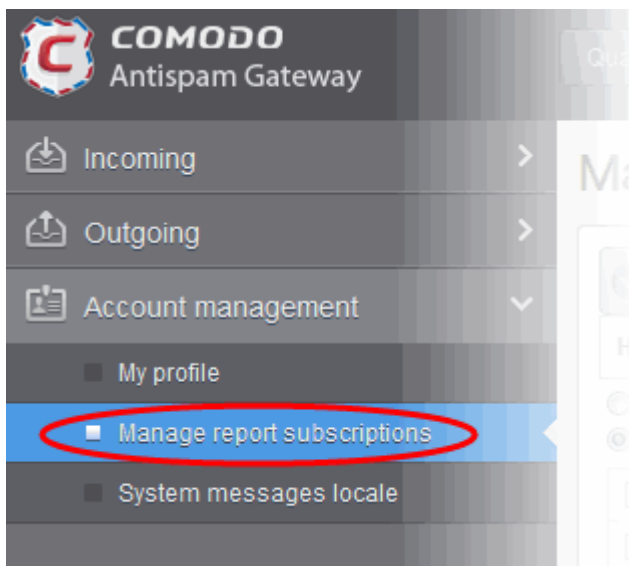 COMODO
Antispam Gateway
Incoming
Outgoing
Account management
My profile
Manage report subscriptions
System messages locale